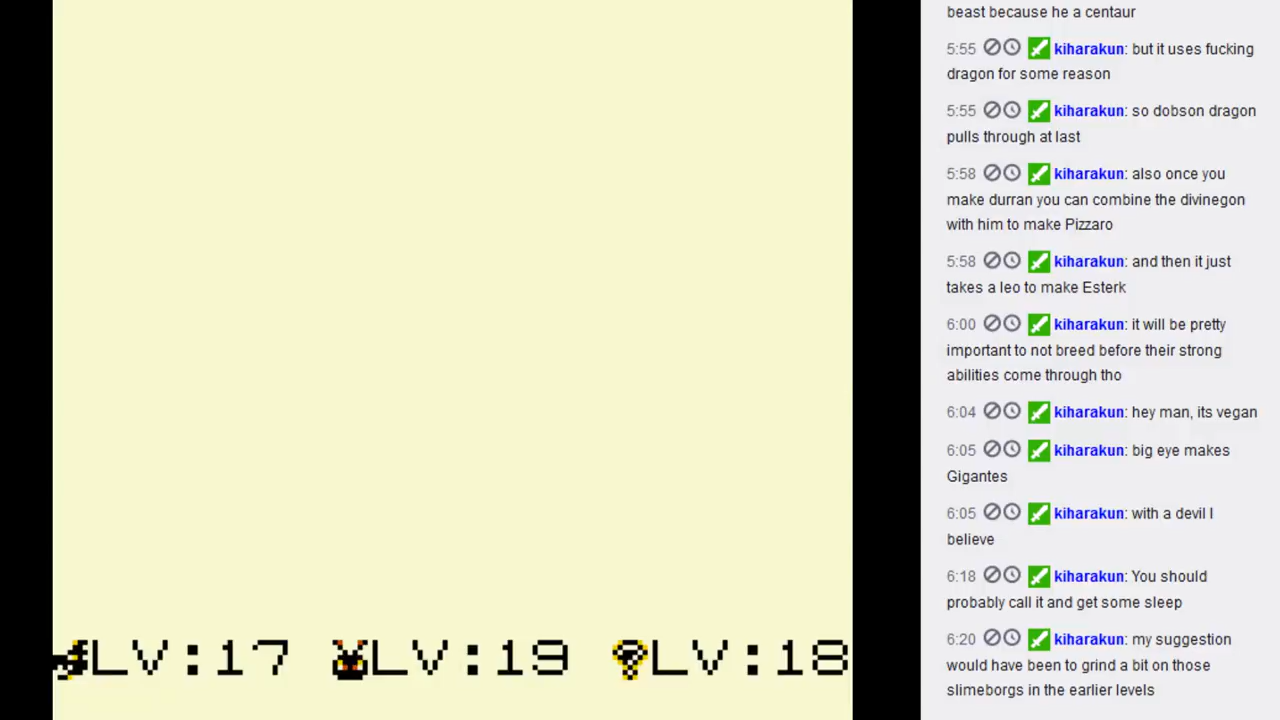 beast because he a centaur
5:55 kiharakun: but it uses fucking
dragon for some reason
5:55 kiharakun: so dobson dragon
pulls through at last
5:58 kiharakun: also once you
make durran you can combine the divinegon
with him to make Pizzaro
5:58 kiharakun: and then it just
takes a leo to make Esterk
6:00 kiharakun: it will be pretty
important to not breed before their strong
abilities come through tho
6:04 kiharakun: hey man, its vegan
6:05 kiharakun: big eye makes
Gigantes
6:05 kiharakun: with a devil I
believe
6:18 kiharakun: You should
probably call it and get some sleep
6:20 kiharakun: my suggestion
would have been to grind a bit on those
slimeborgs in the earlier levels
LV:17 LV:19 LV:18